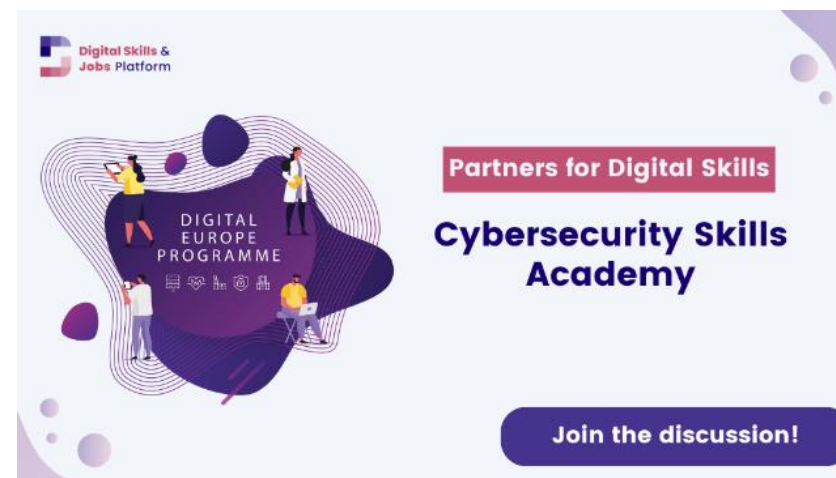 Digital Skills &
Jobs Platform
DIGITAL
EUROPE
PROGRAMME
Partners for Digital Skills
Cybersecurity Skills
Academy
Join the discussion!